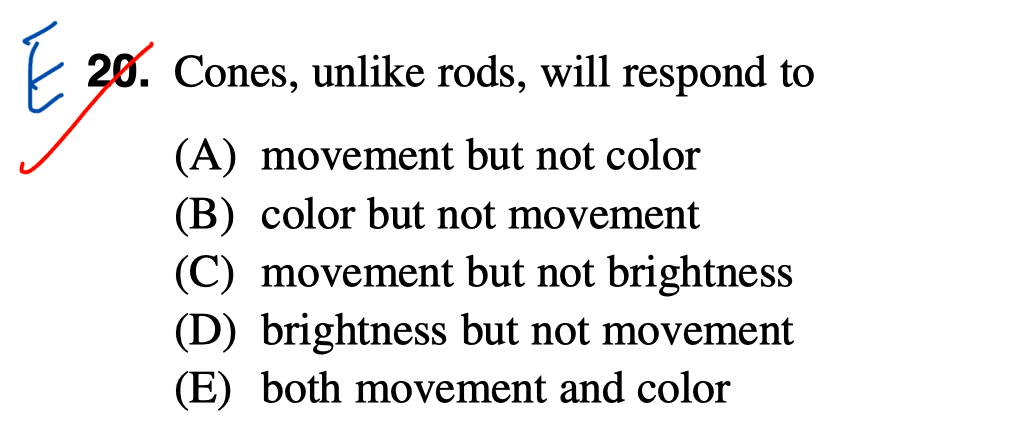 E 20. Cones, unlike rods, will respond to
(A) movement but not color
(B) color but not movement
(C) movement but not brightness
(D) brightness but not movement
(E) both movement and color